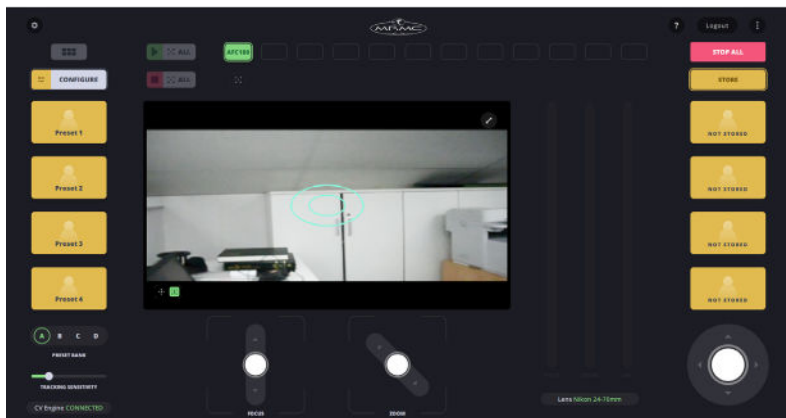 MRMC
?
Logout
ALL
AFC180
STOP ALL
CONFIGURE
ALL
STORE
Preset 1
NOT STORED
Preset 2
NOT STORED
Preset 3
NOT STORED
Preset 4
NOT STORED
A B C D
PRESET BANK
TRACKING SENSITIVITY
CV Engine CONNECTED
FOCUS
ZOOM
Lens Nikon 24-70mm